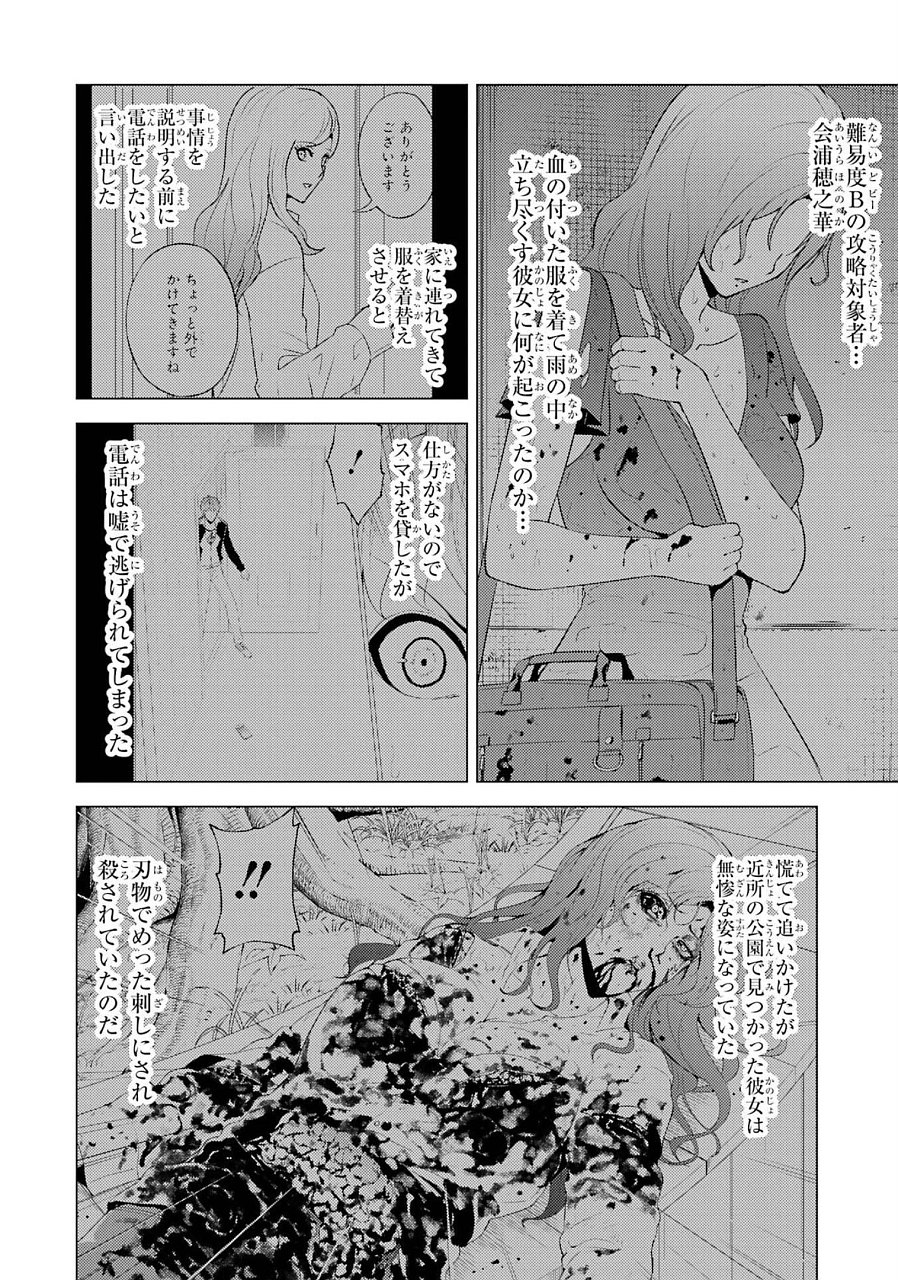 難易度Bの攻略対象者…
会浦穂之華
血の付いた服を着て雨の中
立ち尽くす彼女に何が起こったのか…
ありがとう
ございます
家に連れてきて
服を着替え
させると
ちょっと外で
かけてきますね
事情を
説明する前に
電話をしたいと
言い出した
仕方がないので
スマホを貸したが
!
電話は嘘で逃げられてしまった
慌てて追いかけたが
近所の公園で見つかった彼女は
無惨な姿になっていた
!!
刃物でめった刺しにされ
殺されていたのだ